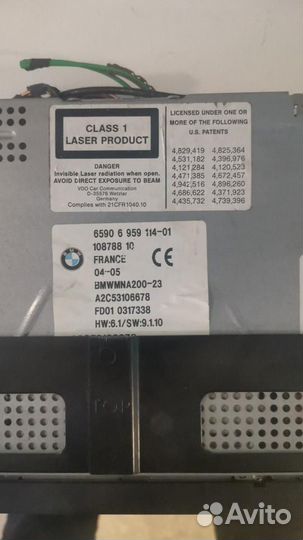 CLASS 1
LASER PRODUCT
DANGER
Invisible Laser radiation when open.
AVOID DIRECT EXPOSURE TO BEAM
VDO Car Communication
D-35576 Wetzlar
Germany
Complies with 21CFR1040.10
LICENSED UNDER ONE OR
MORE OF THE FOLLOWING
U.S. PATENTS
4,829,419 4,825,364
4,531,182 4,396,976
4,121,284 4,120,523
4,471,385 4,672,457
4,942,516 4,896,260
4,686,622 4,371,923
4,435,732 4,739,396
BMW
6590 6 959 114-01
108788 10
FRANCE
CE
04-05
BMWMNA200-23
A2C53106678
FD01 0317338
HW:6.1/SW:9.1.10
TOP
Avito